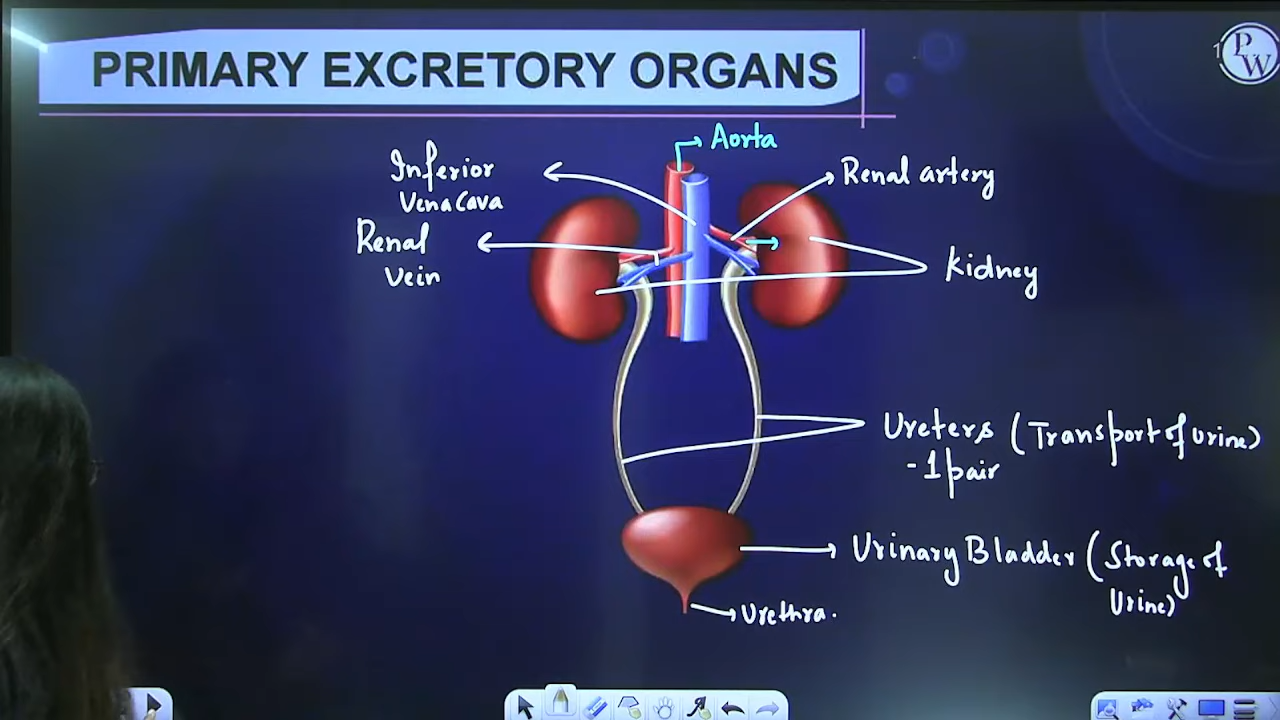 PRIMARY EXCRETORY ORGANS
PW
Aorta
Inferior
Vena Cava
Renal artery
Renal
Vein
Kidney
Ureters (Transport of urine)
-1 pair
Urinary Bladder (Storage of
Urine)
Urethra.